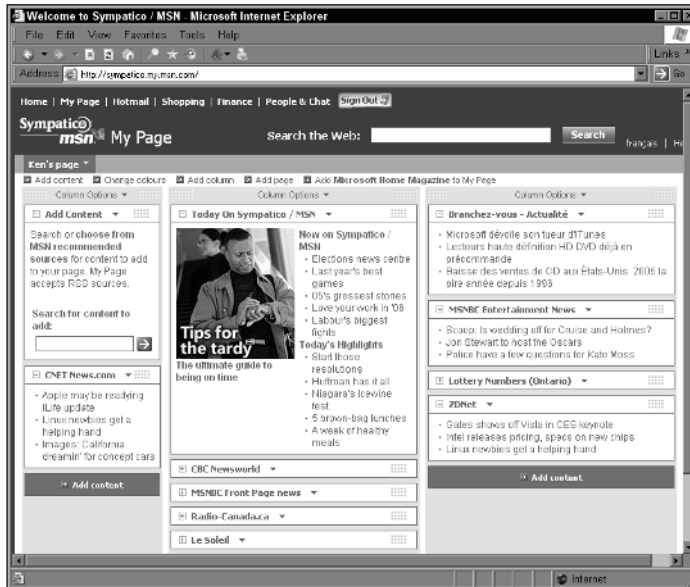 Welcome to Sympatico / MSN - Microsoft Internet Explorer
File Edit View Favorites Tools Help
Links
Address http://sympatico.my.msn.com/ Go
Home | My Page | Hotmail | Shopping | Finance | People & Chat Sign Out
Sympatico msn My Page
Search the Web: Search
français |
Ken's page
Add content Change colours Add column Add page Add Microsoft Home Magazine to My Page
Column Options
Add Content
Search or choose from
MSN recommended
sources for content to add
to your page. My Page
accepts RSS sources.
Search for content to
add:
CNET News.com
Apple may be readying
iLife update
Linux newbies get a
helping hand
Images: California
dreamin' for concept cars
Add content
Column Options
Today On Sympatico / MSN
Tips for
the tardy
The ultimate guide to
being on time
Now on Sympatico /
MSN
Elections news centre
Last year's best
games
05's grossest stories
Love your work in '06
Labour's biggest
fights
Today's Highlights
Start those
resolutions
Huffman has it all
Niagara's Icewine
fest.
5 brown-bag lunches
A week of healthy
meals
CBC Newsworld
MSNBC Front Page news
Radio-Canada.ca
Le Soleil
Column Options
Branchez-vous - Actualité
Microsoft dévoile son tueur d'iTunes
Lecteurs haute définition HD DVD déjà en
précommande
Baisse des ventes de CD aux États-Unis: 2005 la
pire année depuis 1996
MSNBC Entertainment News
Scoop: Is wedding off for Cruise and Holmes?
Jon Stewart to host the Oscars
Police have a few questions for Kate Moss
Lottery Numbers (Ontario)
ZDNet
Gates shows off Vista in CES keynote
Intel releases pricing, specs on new chips
Linux newbies get a helping hand
Add content
Internet